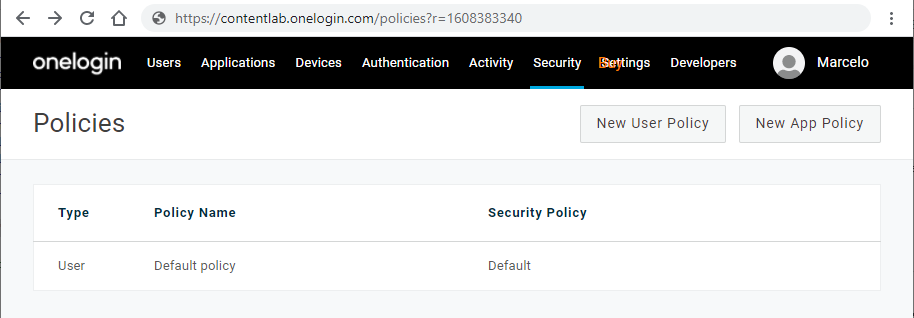 https://contentlab.onelogin.com/policies?r=1608383340
onelogin Users Applications Devices Authentication Activity Security Buy Settings Developers Marcelo
Policies New User Policy New App Policy
Type Policy Name Security Policy
User Default policy Default